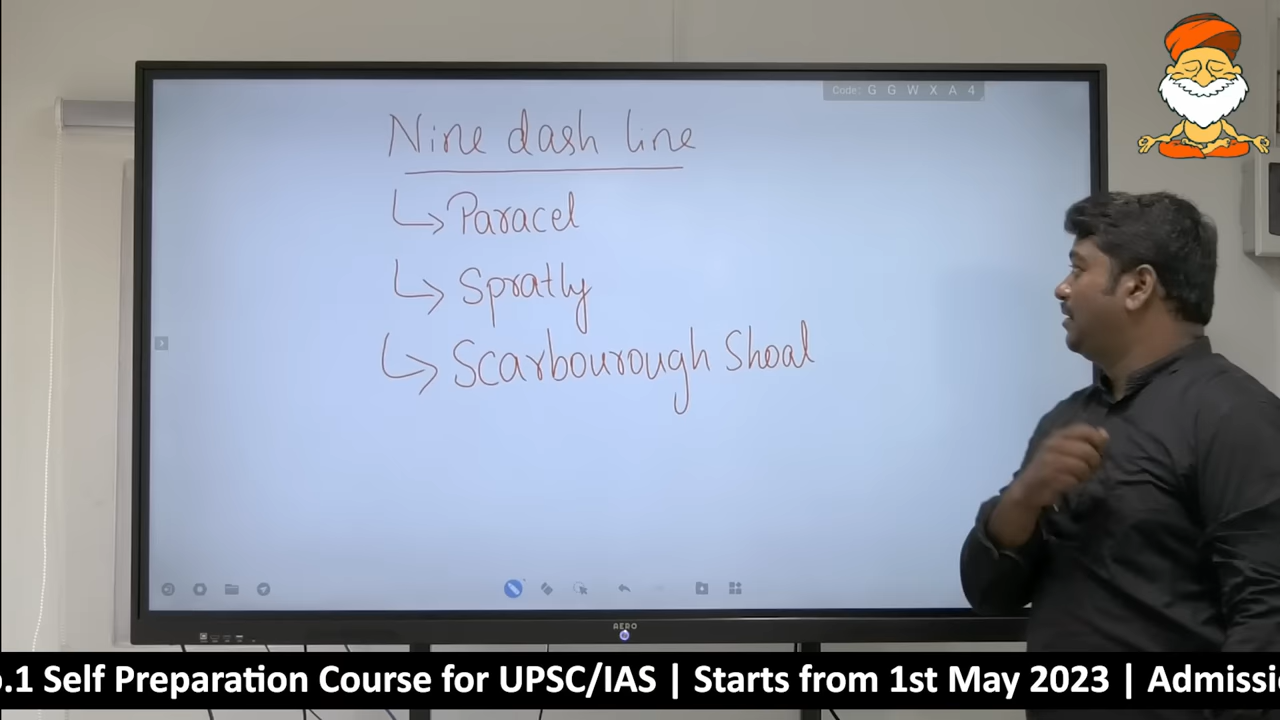 Code: G G W X A 4
Nine dash line
↳ Paracel
↳ Spratly
↳ Scarbourough Shoal
AERO
o.1 Self Preparation Course for UPSC/IAS | Starts from 1st May 2023 | Admissi